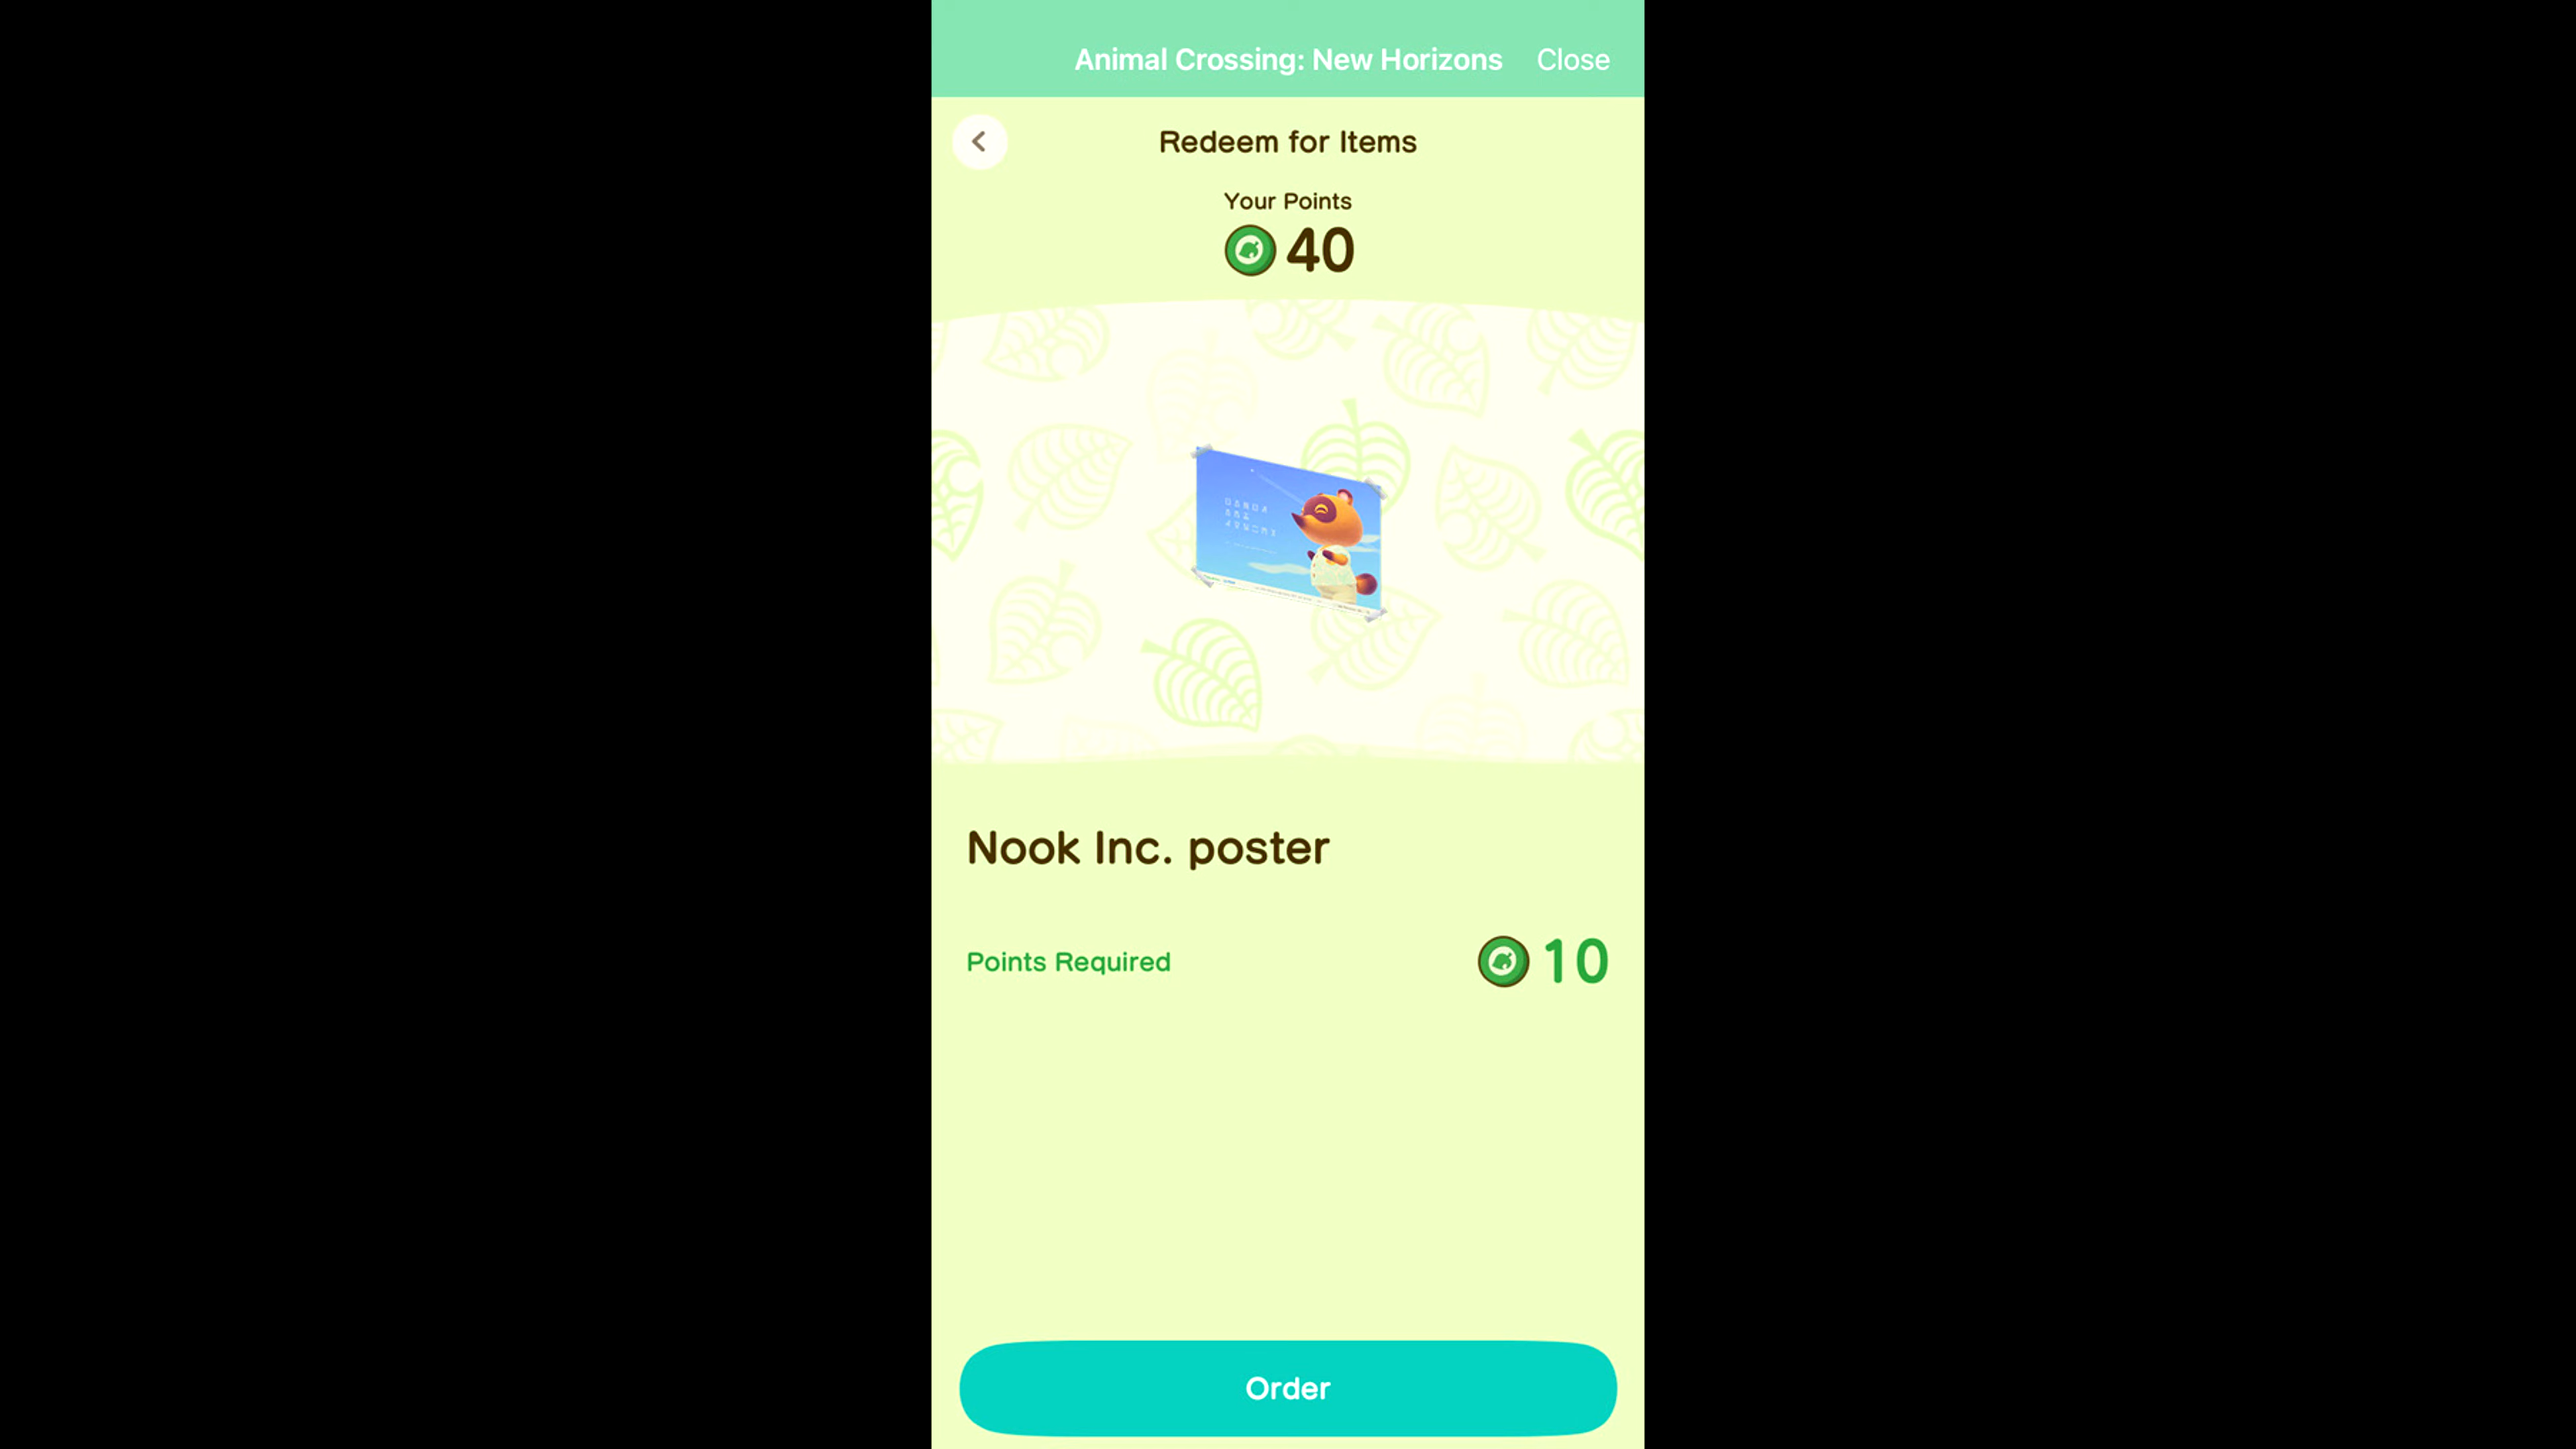 Animal Crossing: New Horizons Close
Redeem for Items
Your Points
40
Nook Inc. poster
Points Required 10
Order